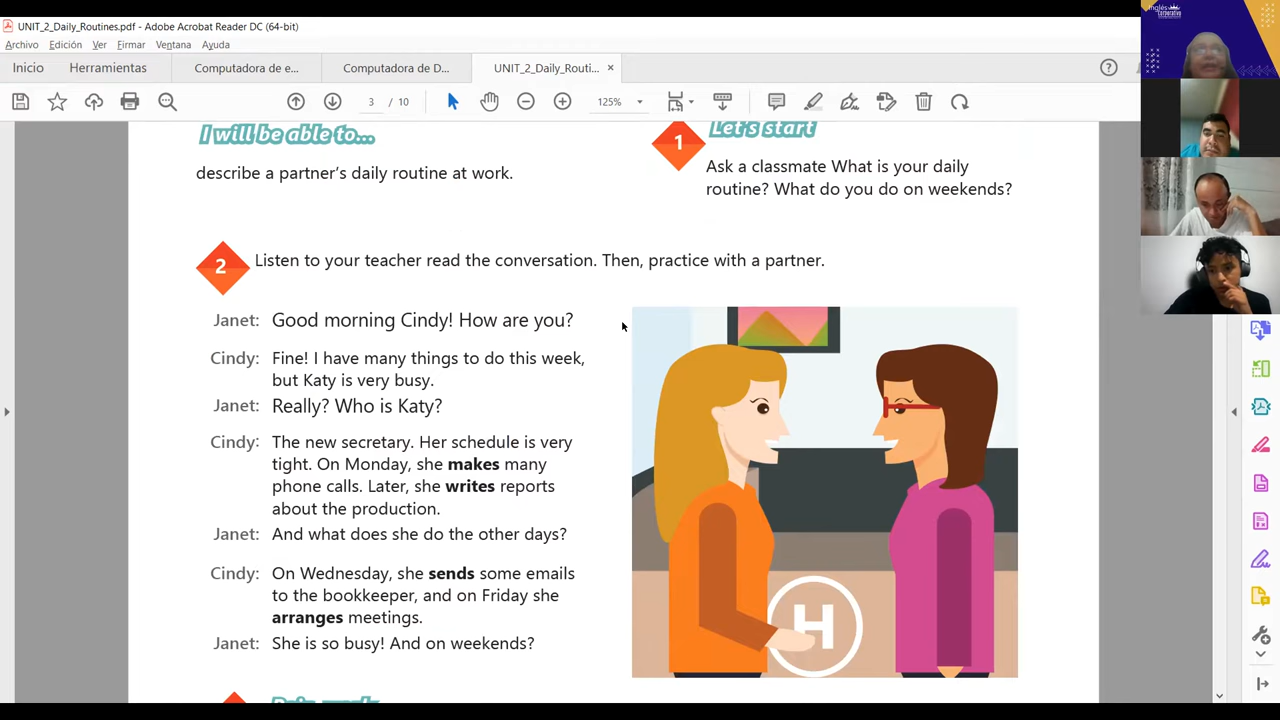 UNIT_2_Daily_Routines.pdf - Adobe Acrobat Reader DC (64-bit)
Archivo Edición Ver Firmar Ventana Ayuda
Inicio Herramientas Computadora de e... Computadora de D... UNIT_2_Daily_Routi... ×
3 / 10 125%
I will be able to...
describe a partner's daily routine at work.
1 Let's start
Ask a classmate What is your daily
routine? What do you do on weekends?
2 Listen to your teacher read the conversation. Then, practice with a partner.
Janet: Good morning Cindy! How are you?
Cindy: Fine! I have many things to do this week,
but Katy is very busy.
Janet: Really? Who is Katy?
Cindy: The new secretary. Her schedule is very
tight. On Monday, she makes many
phone calls. Later, she writes reports
about the production.
Janet: And what does she do the other days?
Cindy: On Wednesday, she sends some emails
to the bookkeeper, and on Friday she
arranges meetings.
Janet: She is so busy! And on weekends?
H
Inglés
Corporativo